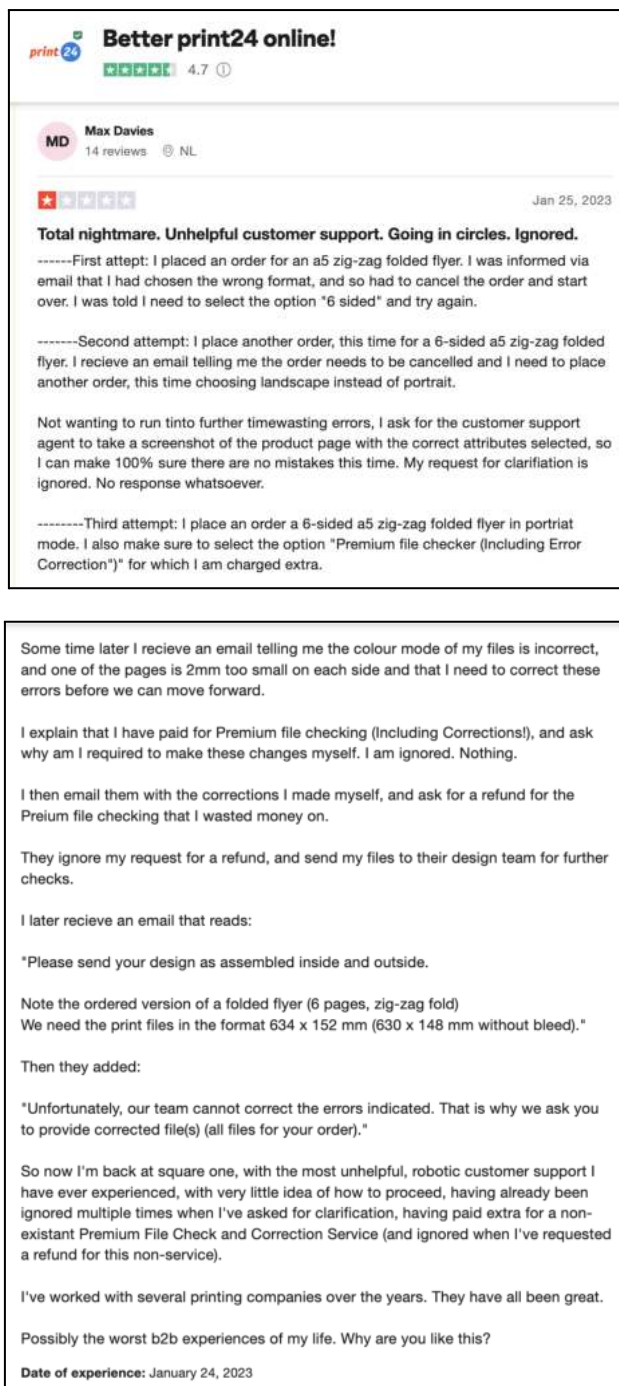 print 24
Better print24 online!
4.7
MD
Max Davies
14 reviews NL
Jan 25, 2023
Total nightmare. Unhelpful customer support. Going in circles. Ignored.
------First attept: I placed an order for an a5 zig-zag folded flyer. I was informed via
email that I had chosen the wrong format, and so had to cancel the order and start
over. I was told I need to select the option "6 sided" and try again.
-------Second attempt: I place another order, this time for a 6-sided a5 zig-zag folded
flyer. I recieve an email telling me the order needs to be cancelled and I need to place
another order, this time choosing landscape instead of portrait.
Not wanting to run tinto further timewasting errors, I ask for the customer support
agent to take a screenshot of the product page with the correct attributes selected, so
I can make 100% sure there are no mistakes this time. My request for clarifiation is
ignored. No response whatsoever.
--------Third attempt: I place an order a 6-sided a5 zig-zag folded flyer in portriat
mode. I also make sure to select the option "Premium file checker (Including Error
Correction")" for which I am charged extra.
Some time later I recieve an email telling me the colour mode of my files is incorrect,
and one of the pages is 2mm too small on each side and that I need to correct these
errors before we can move forward.
I explain that I have paid for Premium file checking (Including Corrections!), and ask
why am I required to make these changes myself. I am ignored. Nothing.
I then email them with the corrections I made myself, and ask for a refund for the
Preium file checking that I wasted money on.
They ignore my request for a refund, and send my files to their design team for further
checks.
I later recieve an email that reads:
"Please send your design as assembled inside and outside.
Note the ordered version of a folded flyer (6 pages, zig-zag fold)
We need the print files in the format 634 x 152 mm (630 x 148 mm without bleed)."
Then they added:
"Unfortunately, our team cannot correct the errors indicated. That is why we ask you
to provide corrected file(s) (all files for your order)."
So now I'm back at square one, with the most unhelpful, robotic customer support I
have ever experienced, with very little idea of how to proceed, having already been
ignored multiple times when I've asked for clarification, having paid extra for a non-
existant Premium File Check and Correction Service (and ignored when I've requested
a refund for this non-service).
I've worked with several printing companies over the years. They have all been great.
Possibly the worst b2b experiences of my life. Why are you like this?
Date of experience: January 24, 2023